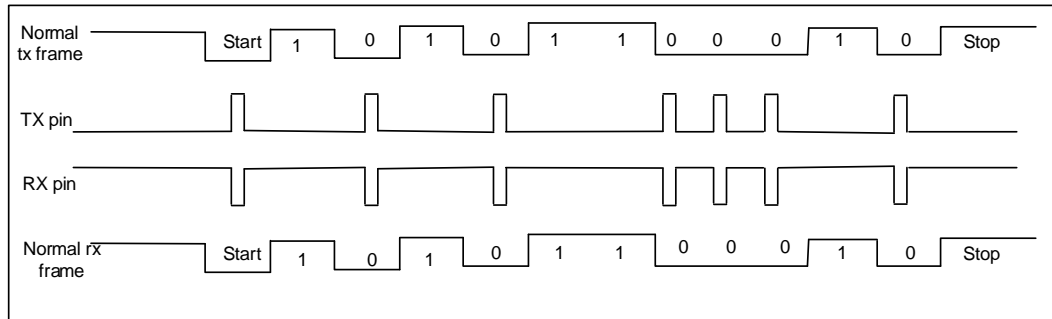 Normal
tx frame
Start 1 0 1 0 1 1 0 0 0 1 0 Stop
TX pin
RX pin
Normal rx
frame
Start 1 0 1 0 1 1 0 0 0 1 0 Stop